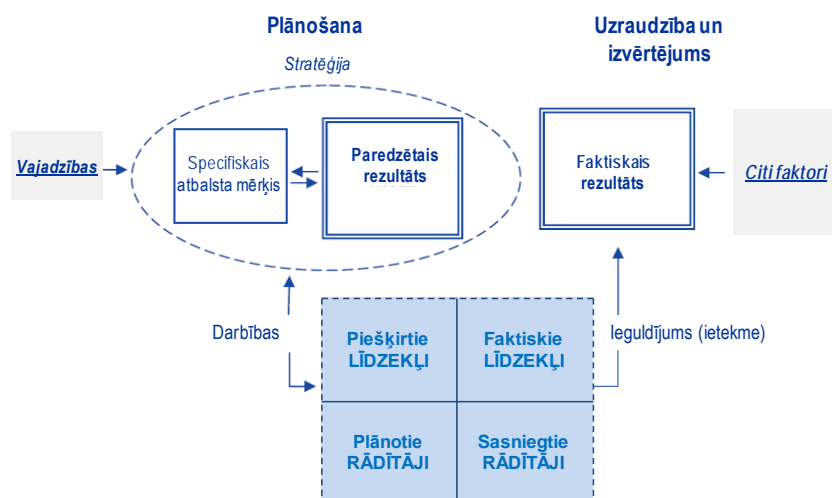 Plānošana
Uzraudzība un
izvērtējums
Stratēģija
Vajadzības
Specifiskais
atbalsta mērķis
Paredzētais
rezultāts
Faktiskais
rezultāts
Citi faktori
Darbības
Piešķirtie
LĪDZEKĻI
Faktiskie
LĪDZEKĻI
Ieguldījums (ietekme)
Plānotie
RĀDĪTĀJI
Sasniegtie
RĀDĪTĀJI